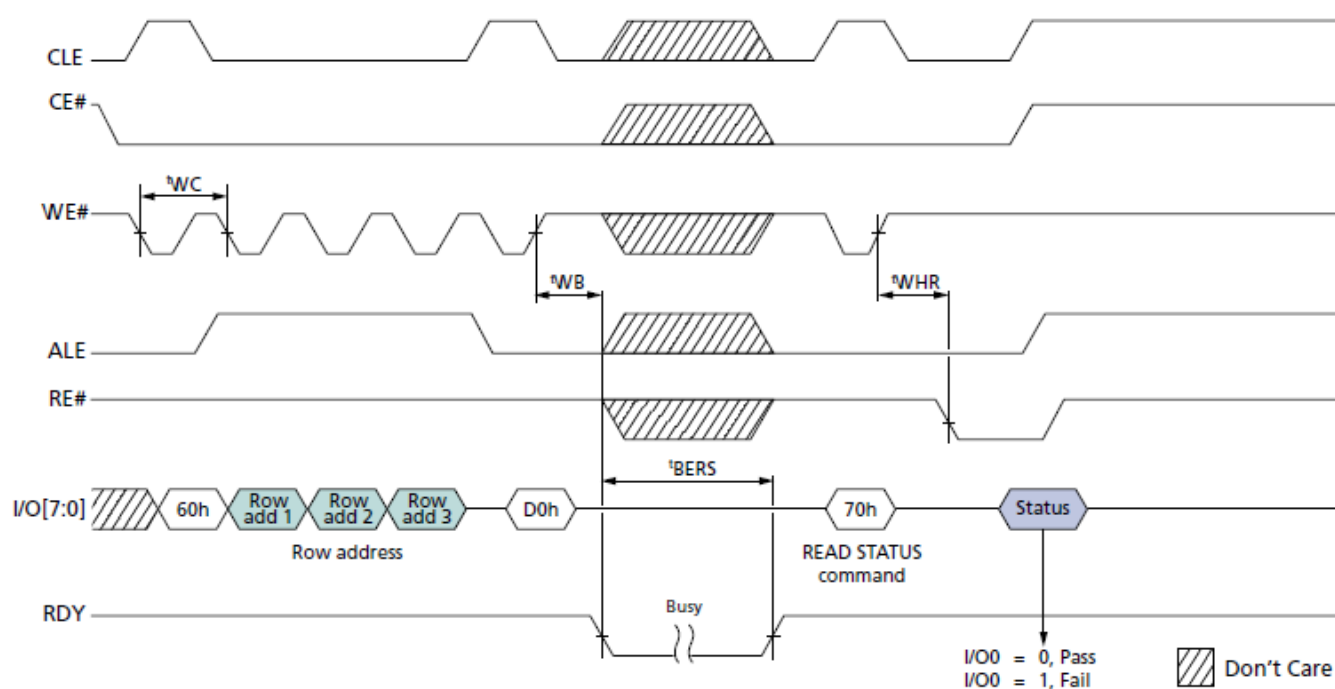 CLE
CE#
tWC
WE#
tWB
tWHR
ALE
RE#
tBERS
I/O[7:0]
60h
Row add 1
Row add 2
Row add 3
D0h
70h
Status
Row address
READ STATUS
command
RDY
Busy
I/O0 = 0, Pass
I/O0 = 1, Fail
Don't Care